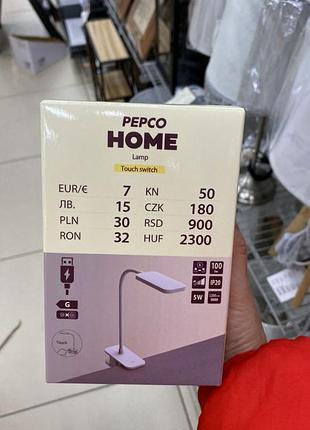 PEPCO
HOME
Lamp
Touch switch
EUR/€ 7 KN 50
ЛВ. 15 CZK 180
PLN 30 RSD 900
RON 32 HUF 2300
100
G
IP20
5W
Touch